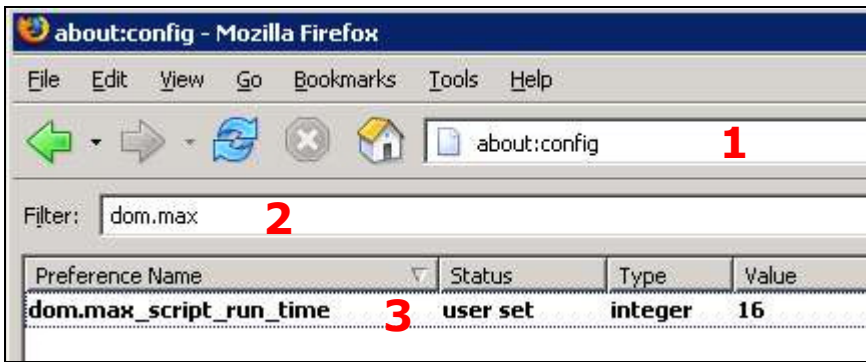 about:config - Mozilla Firefox
File Edit View Go Bookmarks Tools Help
about:config 1
Filter: dom.max 2
Preference Name Status Type Value
dom.max_script_run_time 3 user set integer 16